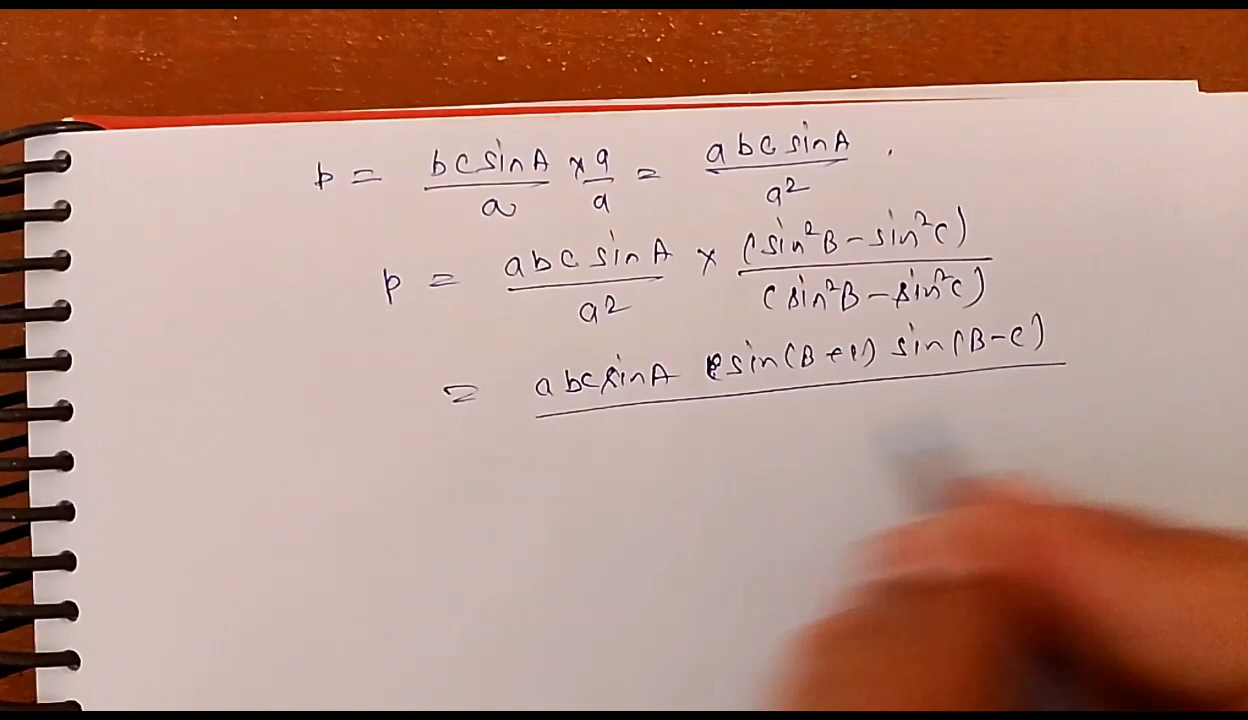 p = bc sin A / a × a / a = abc sin A / a² .
p = abc sin A / a² × (sin²B - sin²C) / (sin²B - sin²C)
= abc sin A sin(B+C) sin(B-C)